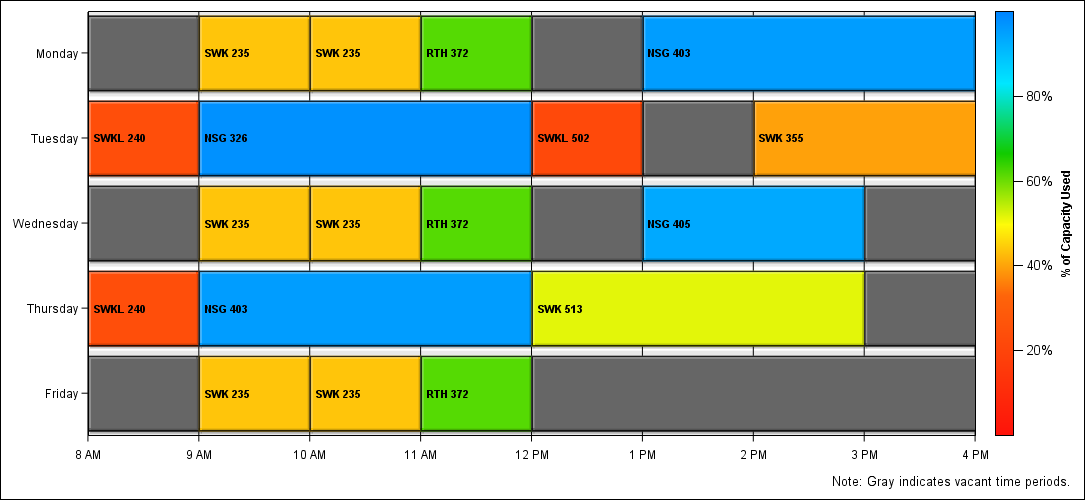 Monday
SWK 235
SWK 235
RTH 372
NSG 403
Tuesday
SWKL 240
NSG 326
SWKL 502
SWK 355
Wednesday
SWK 235
SWK 235
RTH 372
NSG 405
Thursday
SWKL 240
NSG 403
SWK 513
Friday
SWK 235
SWK 235
RTH 372
8 AM
9 AM
10 AM
11 AM
12 PM
1 PM
2 PM
3 PM
4 PM
80%
60%
40%
20%
% of Capacity Used
Note: Gray indicates vacant time periods.